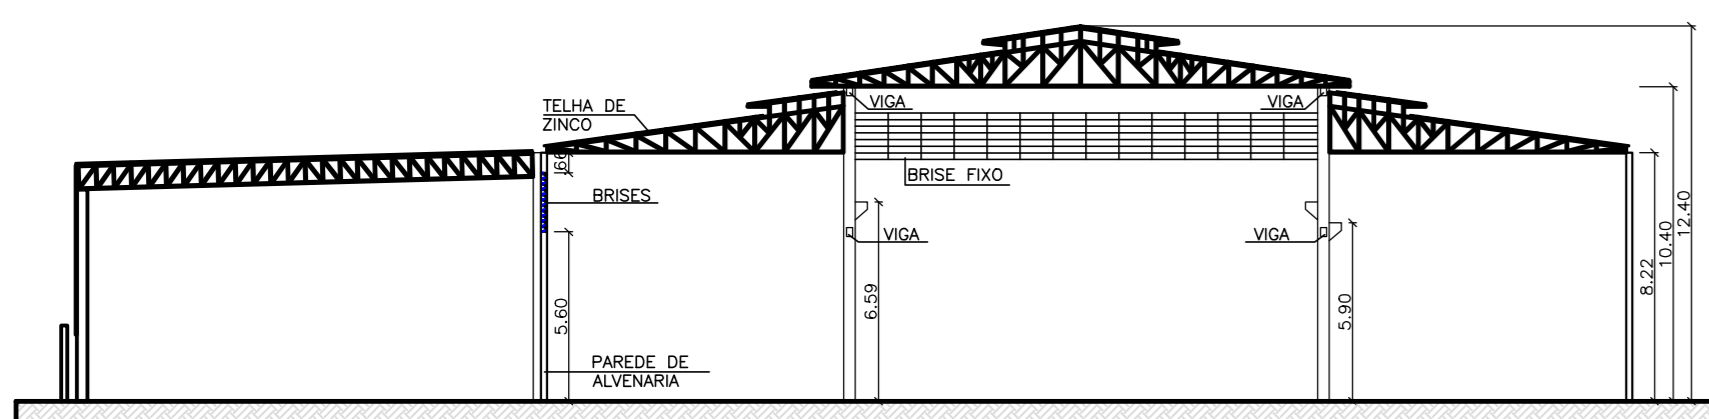 TELHA DE
ZINCO
VIGA
VIGA
.66
BRISE FIXO
BRISES
VIGA
VIGA
5.60
6.59
5.90
8.22
10.40
12.40
PAREDE DE
ALVENARIA